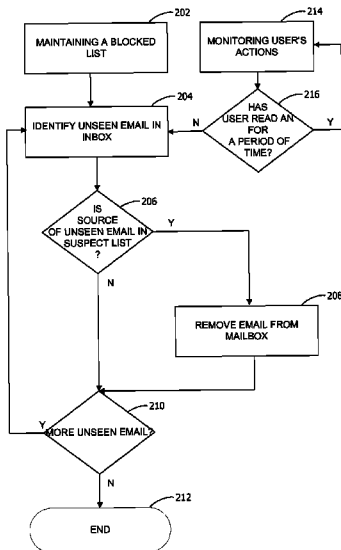 202
MAINTAINING A BLOCKED
LIST
214
MONITORING USER'S
ACTIONS
204
IDENTIFY UNSEEN EMAIL IN
INBOX
216
HAS
USER READ AN
FOR
A PERIOD OF
TIME?
N
Y
206
IS
SOURCE
OF UNSEEN EMAIL IN
SUSPECT LIST
?
Y
N
208
REMOVE EMAIL FROM
MAILBOX
210
MORE UNSEEN EMAIL?
Y
N
212
END